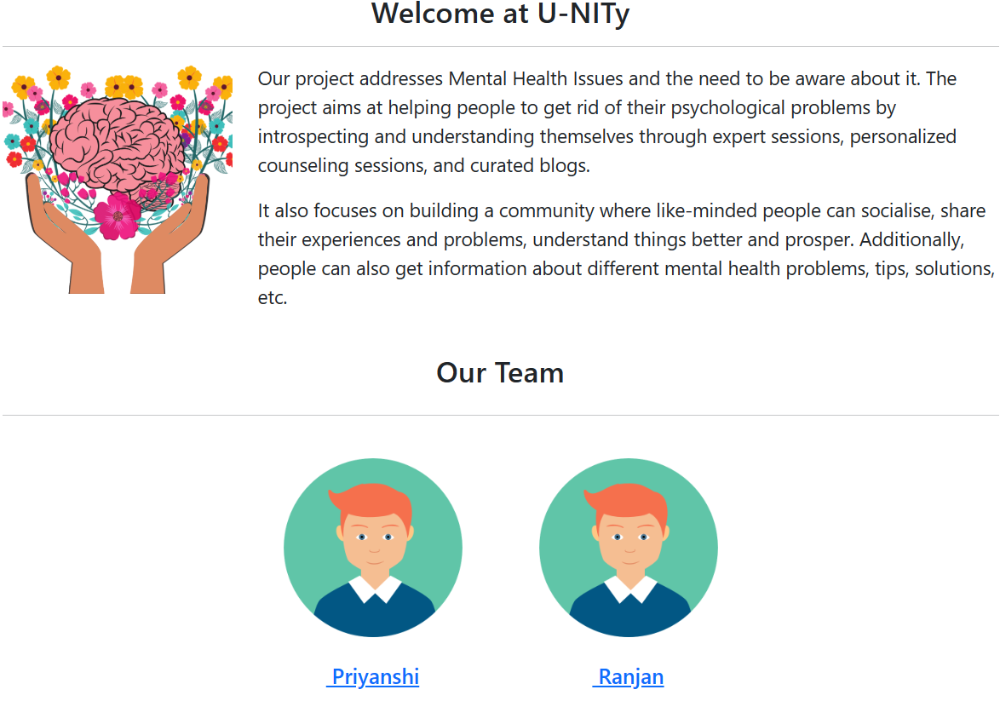 Welcome at U-NITy
Our project addresses Mental Health Issues and the need to be aware about it. The
project aims at helping people to get rid of their psychological problems by
introspecting and understanding themselves through expert sessions, personalized
counseling sessions, and curated blogs.
It also focuses on building a community where like-minded people can socialise, share
their experiences and problems, understand things better and prosper. Additionally,
people can also get information about different mental health problems, tips, solutions,
etc.
Our Team
Priyanshi
Ranjan